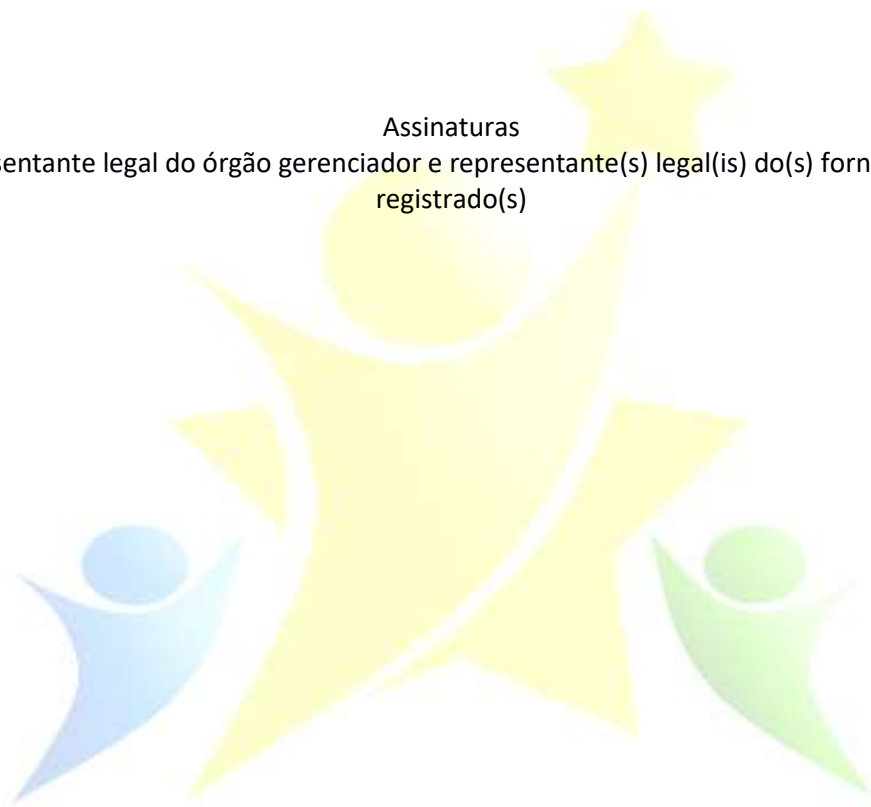 Assinaturas
sentante legal do órgão gerenciador e representante(s) legal(is) do(s) forn
registrado(s)